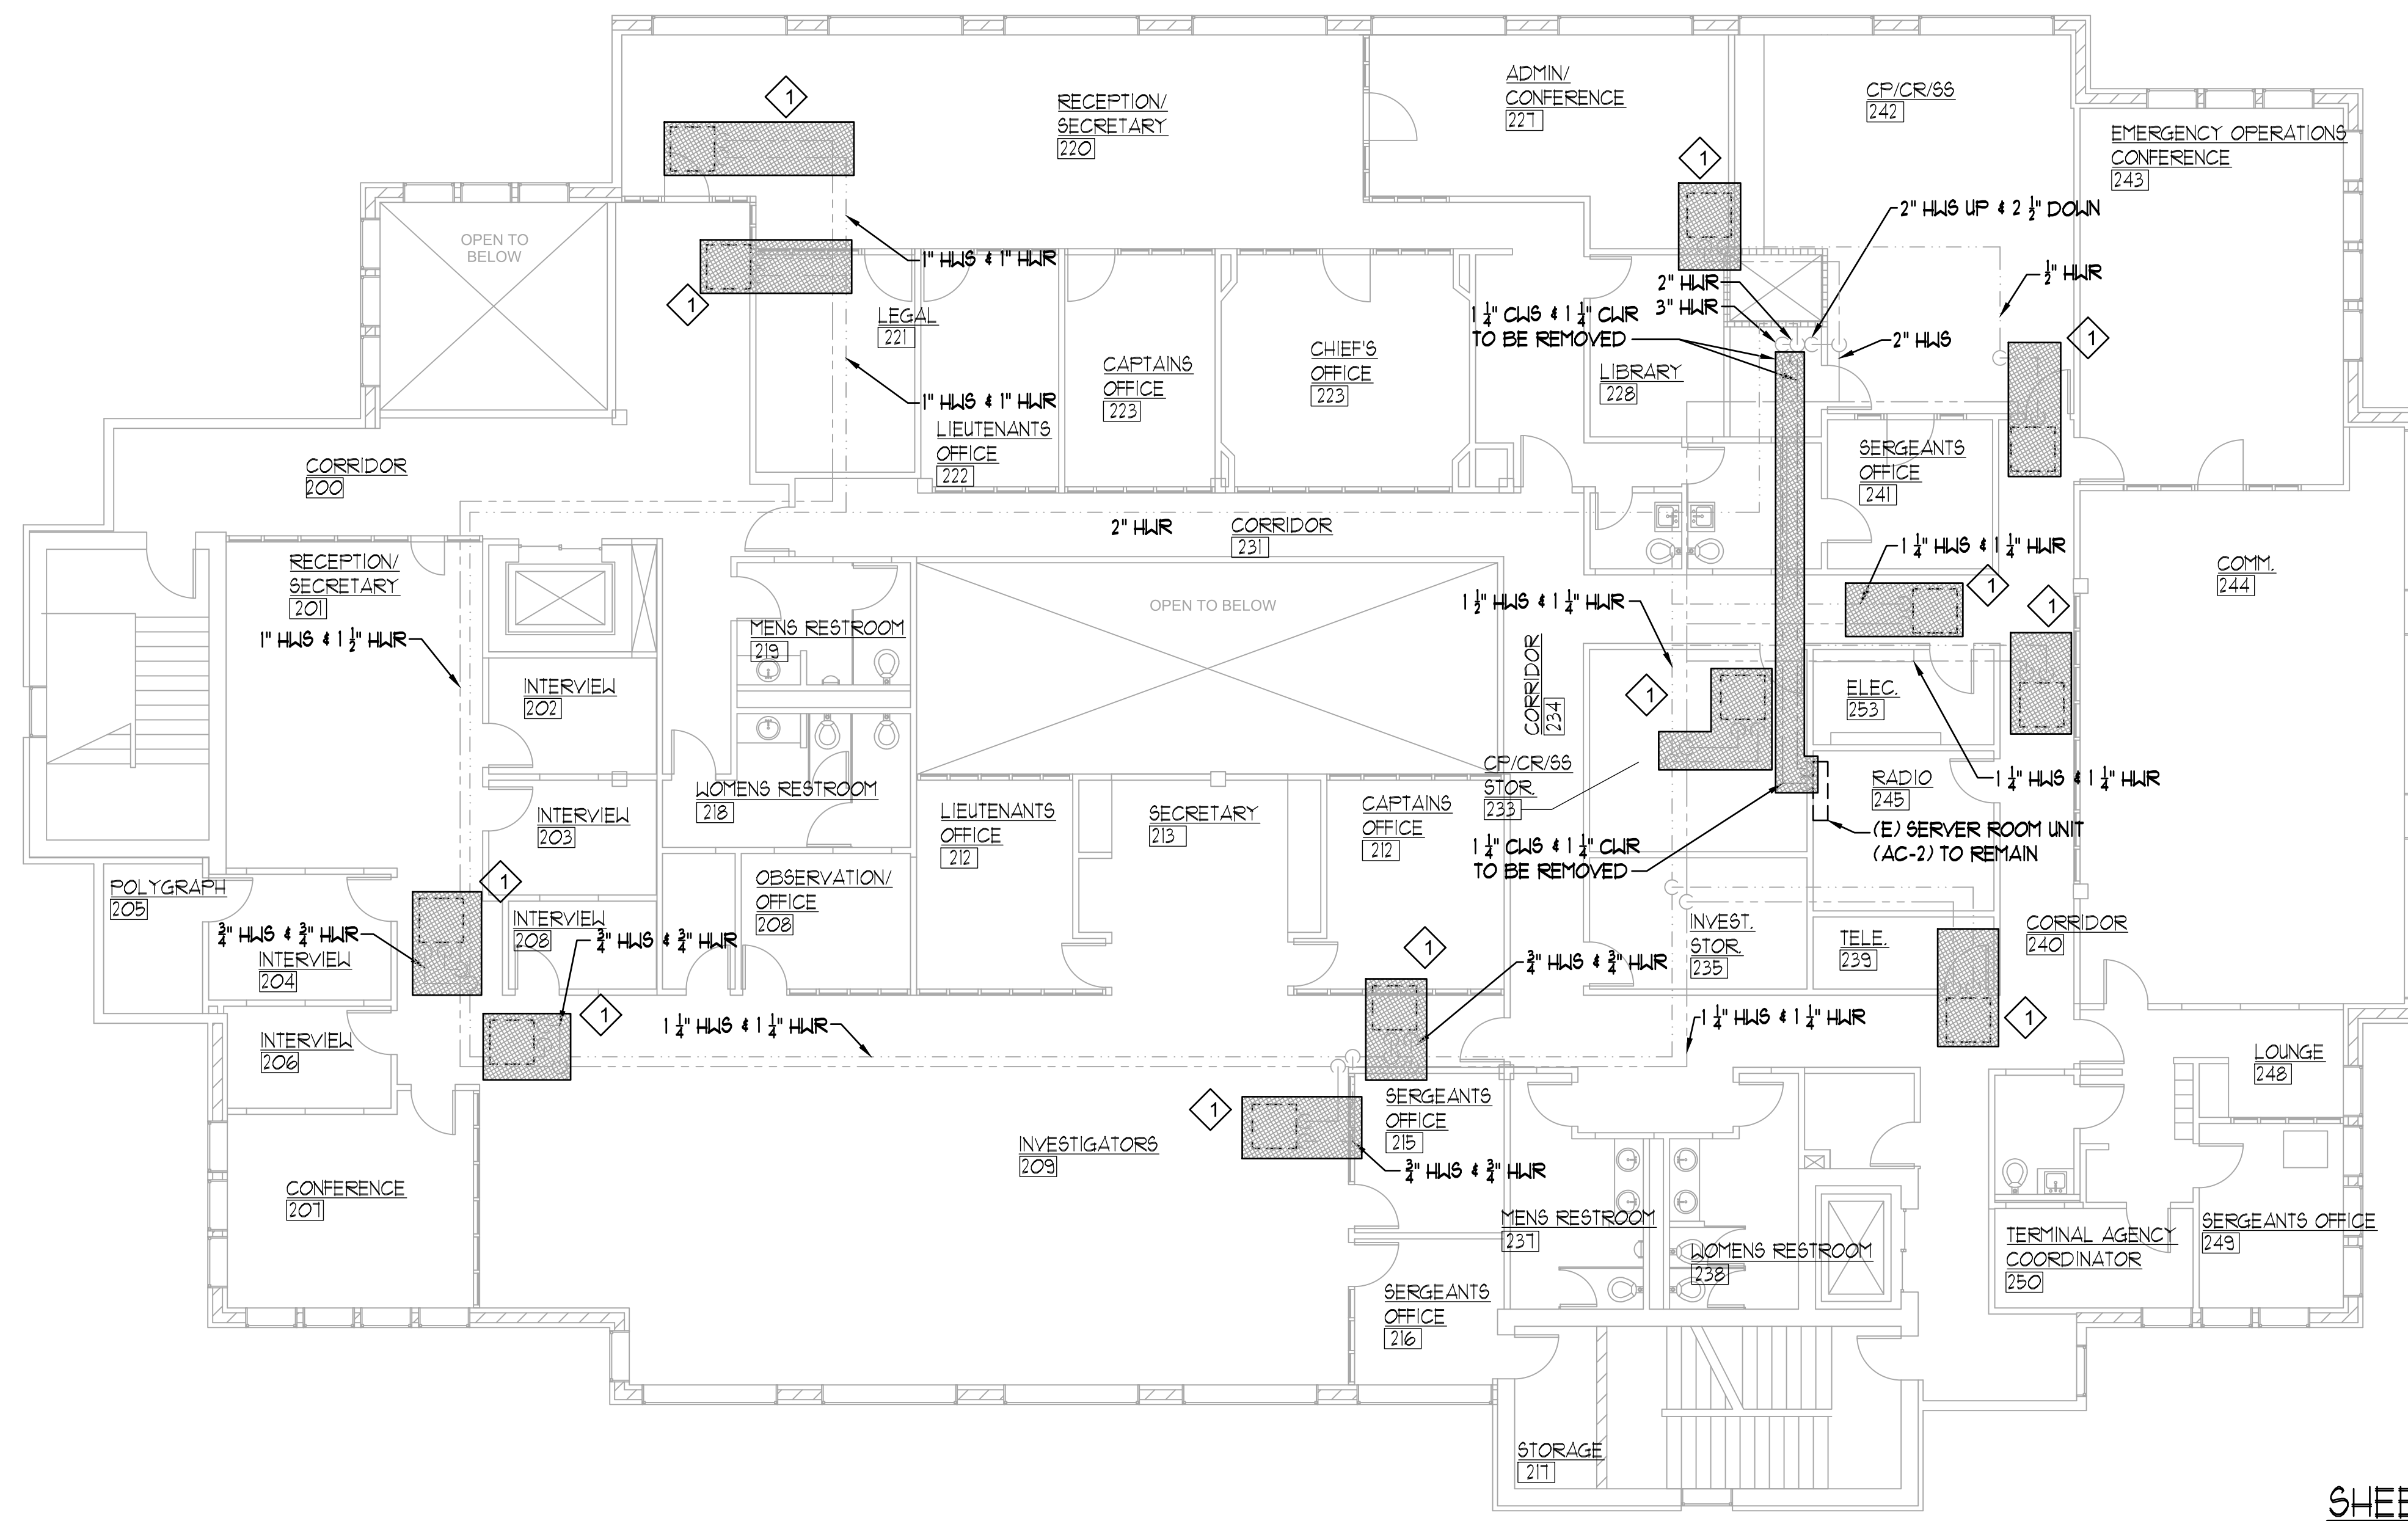 1
RECEPTION/
SECRETARY
220
ADMIN/
CONFERENCE
227
CP/CR/SS
242
EMERGENCY OPERATIONS
CONFERENCE
243
1
OPEN TO
BELOW
1" HWS & 1" HWR
1
LEGAL
221
2" HWS UP & 2 ½" DOWN
½" HWR
2" HWR
3" HWR
1 ¼" CWS & 1 ¼" CWR
TO BE REMOVED
2" HWS
1
CAPTAINS
OFFICE
223
CHIEF'S
OFFICE
223
LIBRARY
228
1" HWS & 1" HWR
LIEUTENANTS
OFFICE
222
SERGEANTS
OFFICE
241
CORRIDOR
200
2" HWR
CORRIDOR
231
1 ¼" HWS & 1 ¼" HWR
COMM.
244
RECEPTION/
SECRETARY
201
1" HWS & 1 ½" HWR
OPEN TO BELOW
1 ½" HWS & 1 ¼" HWR
1
1
MENS RESTROOM
219
INTERVIEW
202
CORRIDOR
234
1
ELEC.
253
CP/CR/SS
STOR.
233
RADIO
245
1 ¼" HWS & 1 ¼" HWR
WOMENS RESTROOM
218
INTERVIEW
203
LIEUTENANTS
OFFICE
212
SECRETARY
213
CAPTAINS
OFFICE
212
(E) SERVER ROOM UNIT
(AC-2) TO REMAIN
1 ¼" CWS & 1 ¼" CWR
TO BE REMOVED
POLYGRAPH
205
1
OBSERVATION/
OFFICE
208
INTERVIEW
208
¾" HWS & ¾" HWR
¾" HWS & ¾" HWR
INTERVIEW
204
1
¾" HWS & ¾" HWR
INVEST.
STOR.
235
TELE.
239
CORRIDOR
240
1
1 ¼" HWS & 1 ¼" HWR
1 ¼" HWS & 1 ¼" HWR
1
INTERVIEW
206
LOUNGE
248
1
SERGEANTS
OFFICE
215
¾" HWS & ¾" HWR
INVESTIGATORS
209
CONFERENCE
207
MENS RESTROOM
237
WOMENS RESTROOM
238
TERMINAL AGENCY
COORDINATOR
250
SERGEANTS OFFICE
249
SERGEANTS
OFFICE
216
STORAGE
217
SHEE